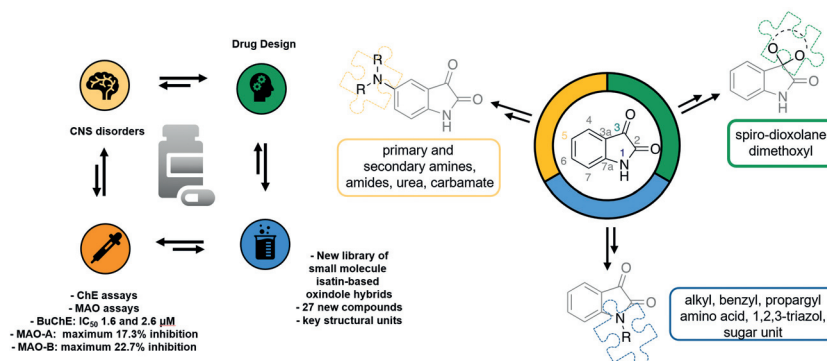 Drug Design
CNS disorders
- ChE assays
- MAO assays
- BuChE: IC50 1.6 and 2.6 µM
- MAO-A: maximum 17.3% inhibition
- MAO-B: maximum 22.7% inhibition
- New library of
small molecule
isatin-based
oxindole hybrids
- 27 new compounds
- key structural units
R
N
R
O
O
N
H
primary and
secondary amines,
amides, urea, carbamate
O
4
3
3a
5
2
O
6
1
NH
7a
7
O
O
O
N
H
spiro-dioxolane
dimethoxyl
O
O
N
R
alkyl, benzyl, propargyl
amino acid, 1,2,3-triazol,
sugar unit